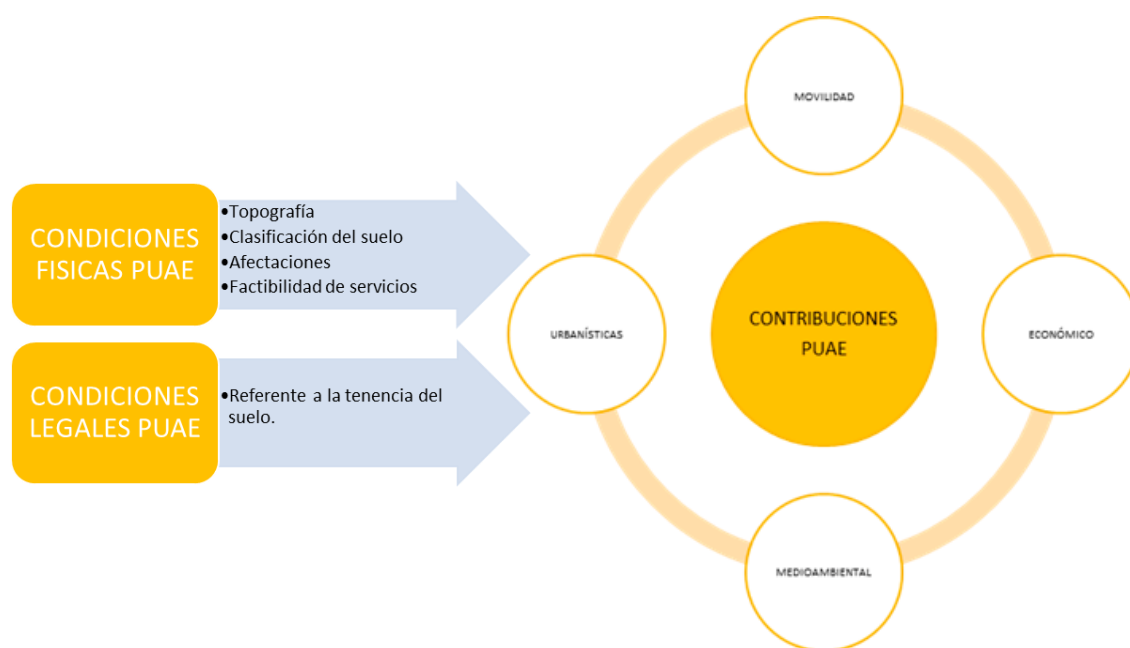 CONDICIONES
FISICAS PUAE
•Topografía
•Clasificación del suelo
•Afectaciones
•Factibilidad de servicios
CONDICIONES
LEGALES PUAE
•Referente a la tenencia del
suelo.
MOVILIDAD
URBANÍSTICAS
CONTRIBUCIONES
PUAE
ECONÓMICO
MEDIOAMBIENTAL